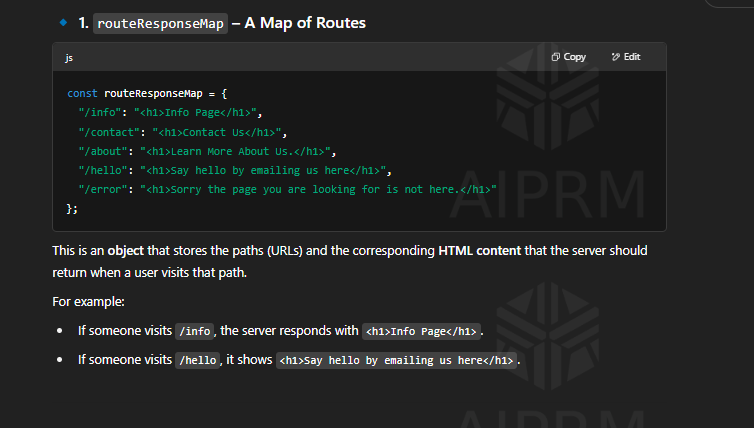 1. routeResponseMap – A Map of Routes
js Copy Edit
const routeResponseMap = {
"/info": "<h1>Info Page</h1>",
"/contact": "<h1>Contact Us</h1>",
"/about": "<h1>Learn More About Us.</h1>",
"/hello": "<h1>Say hello by emailing us here</h1>",
"/error": "<h1>Sorry the page you are looking for is not here.</h1>"
};
AIPRM
This is an object that stores the paths (URLs) and the corresponding HTML content that the server should
return when a user visits that path.
For example:
• If someone visits /info, the server responds with <h1>Info Page</h1>.
• If someone visits /hello, it shows <h1>Say hello by emailing us here</h1>.
AIPRM